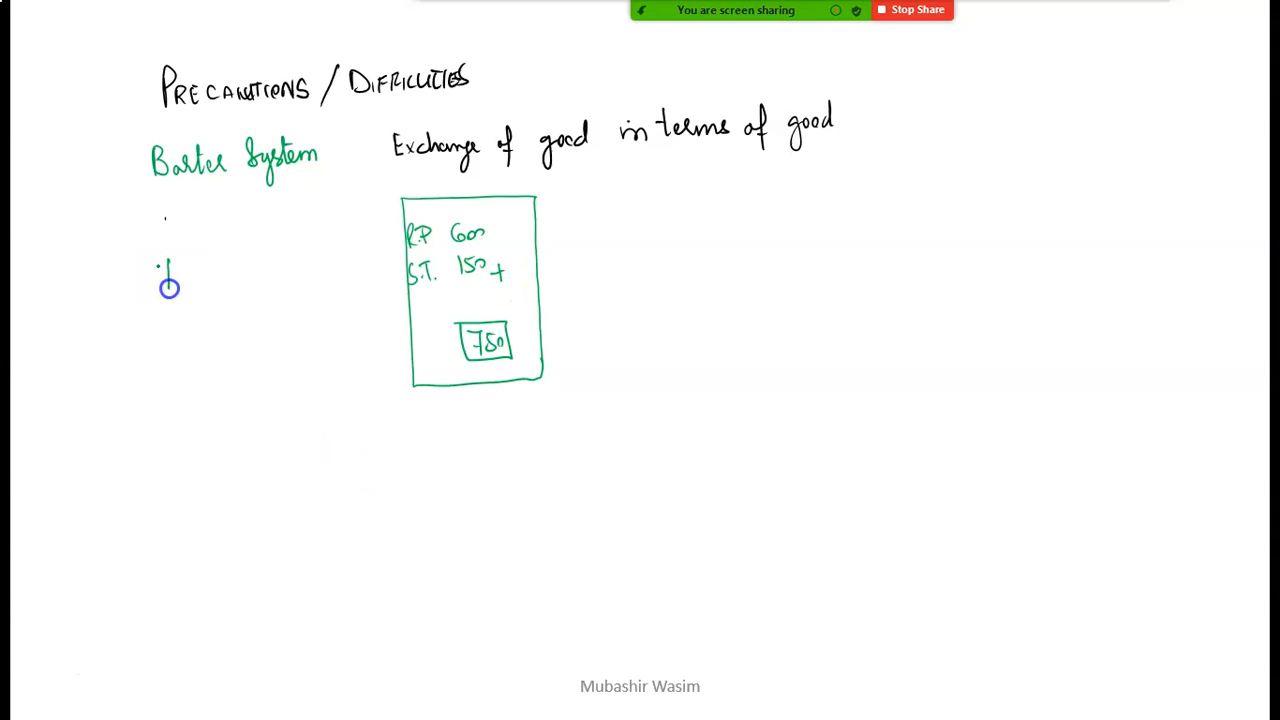 You are screen sharing Stop Share
PRECAUTIONS / DIFFICULTIES
Barter System Exchange of good in terms of good
R.P 600
S.T. 150 +
750
Mubashir Wasim